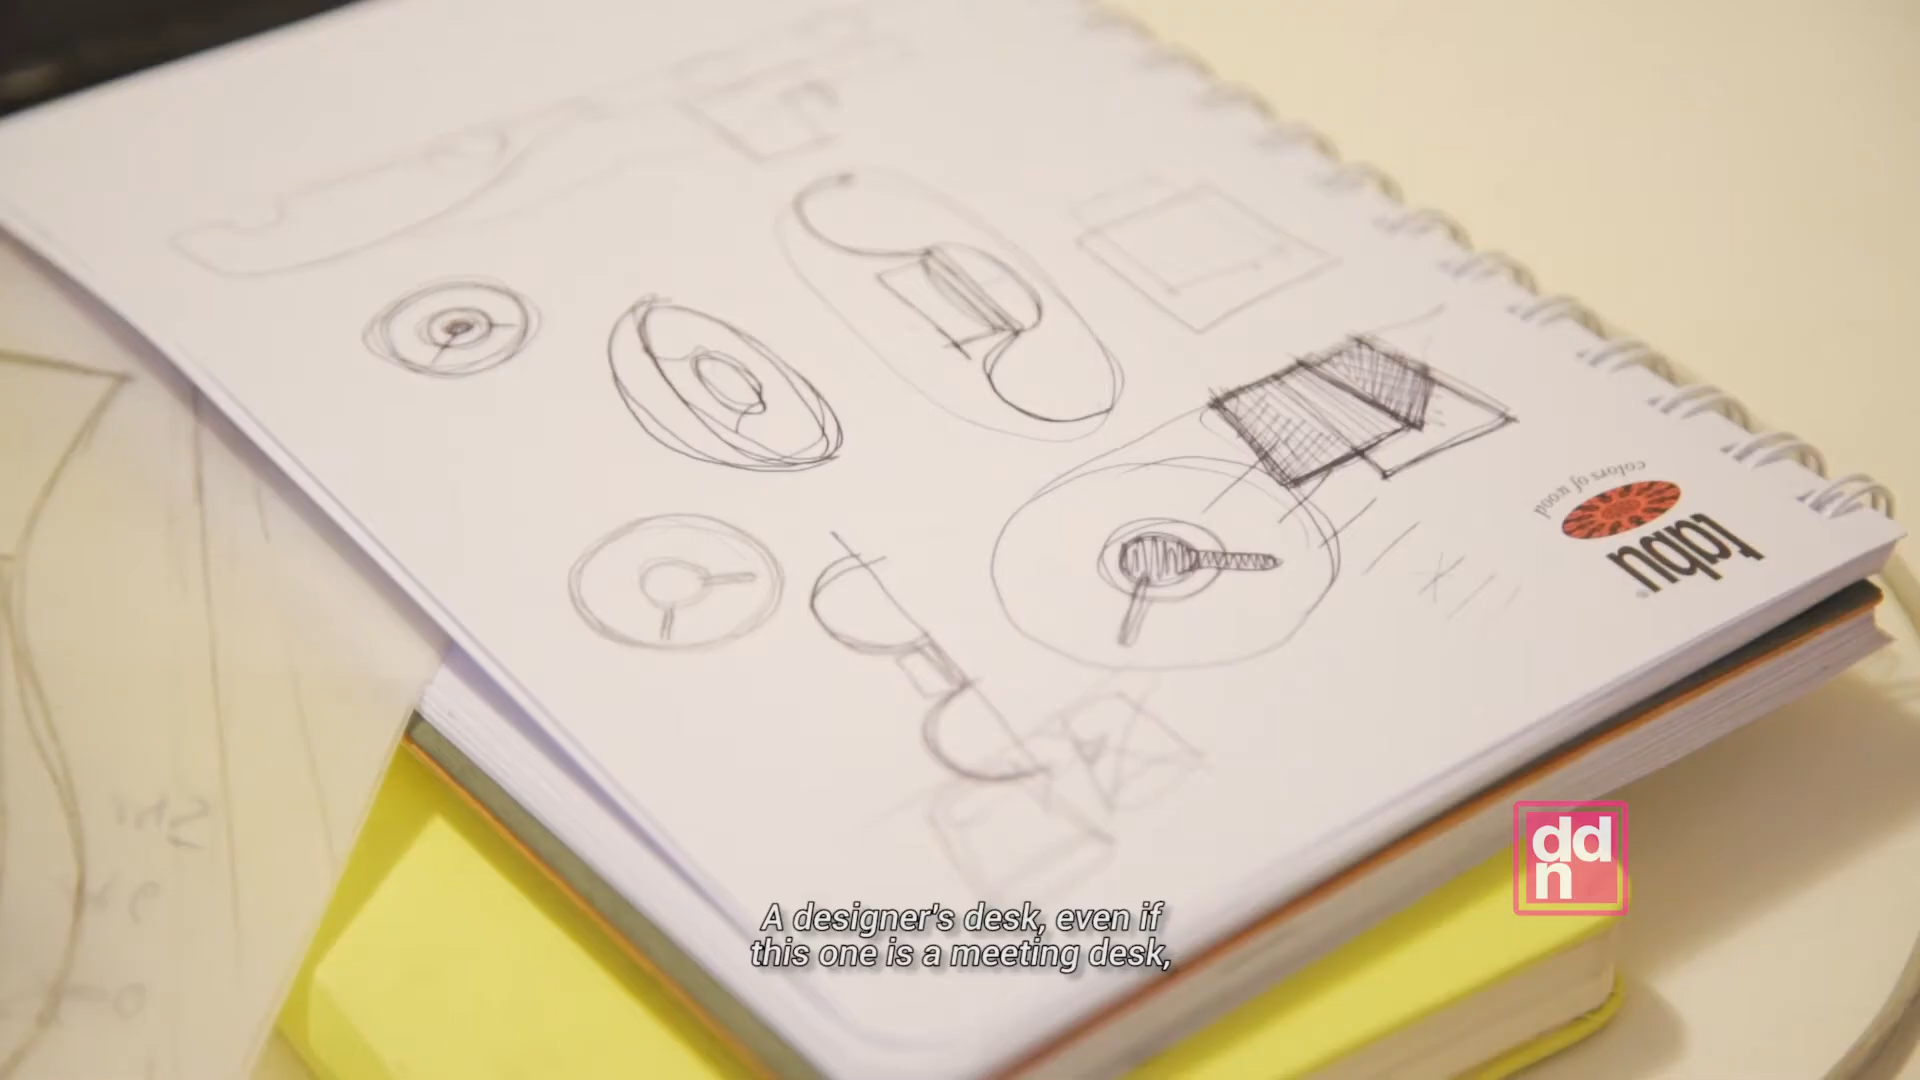 colors of wood
tabu
ddn
A designer's desk, even if
this one is a meeting desk,